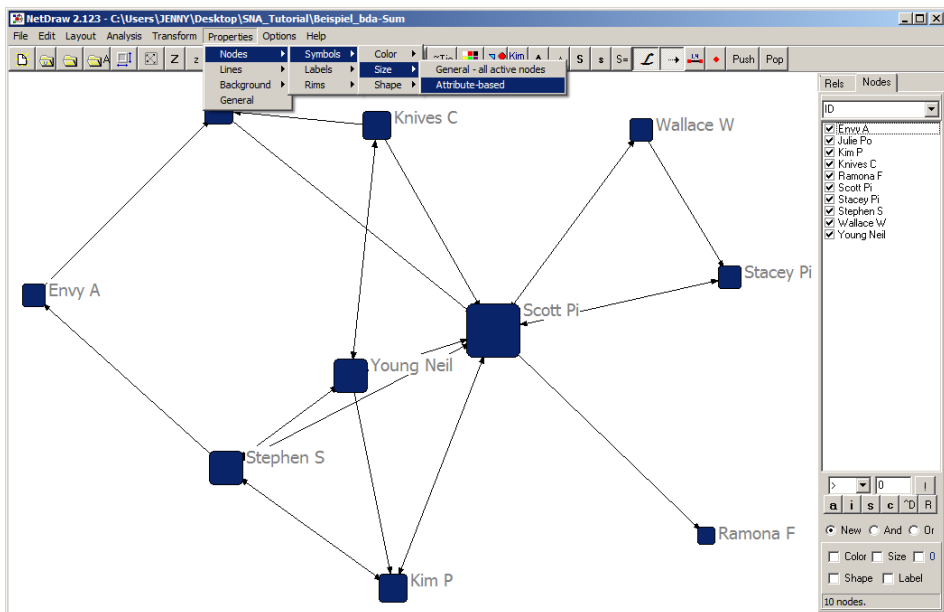 NetDraw 2.123 - C:\Users\JENNY\Desktop\SNA_Tutorial\Beispiel_bda-Sum
File Edit Layout Analysis Transform Properties Options Help
A Z z ~Tie Kim A A S s S= L Push Pop
Nodes Symbols Color
Lines Labels Size General - all active nodes
Background Rims Shape Attribute-based
General
Rels Nodes
ID
Envy A
Julie Po
Kim P
Knives C
Ramona F
Scott Pi
Stacey Pi
Stephen S
Wallace W
Young Neil
Knives C
Wallace W
Stacey Pi
Envy A
Scott Pi
Young Neil
Stephen S
Ramona F
Kim P
> 0 !
a i s c ~D R
New And Or
Color Size 0
Shape Label
10 nodes.